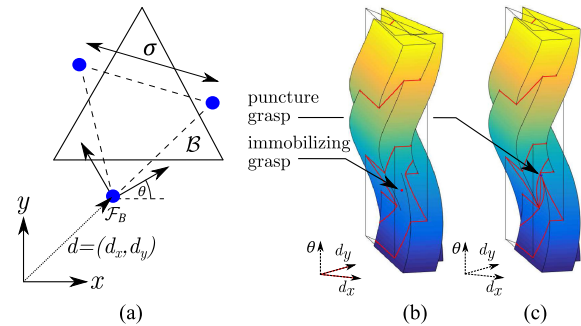 σ
B
θ
F_B
y
d=(d_x,d_y)
x
(a)
puncture
grasp
immobilizing
grasp
θ
d_y
d_x
(b)
θ
d_y
d_x
(c)